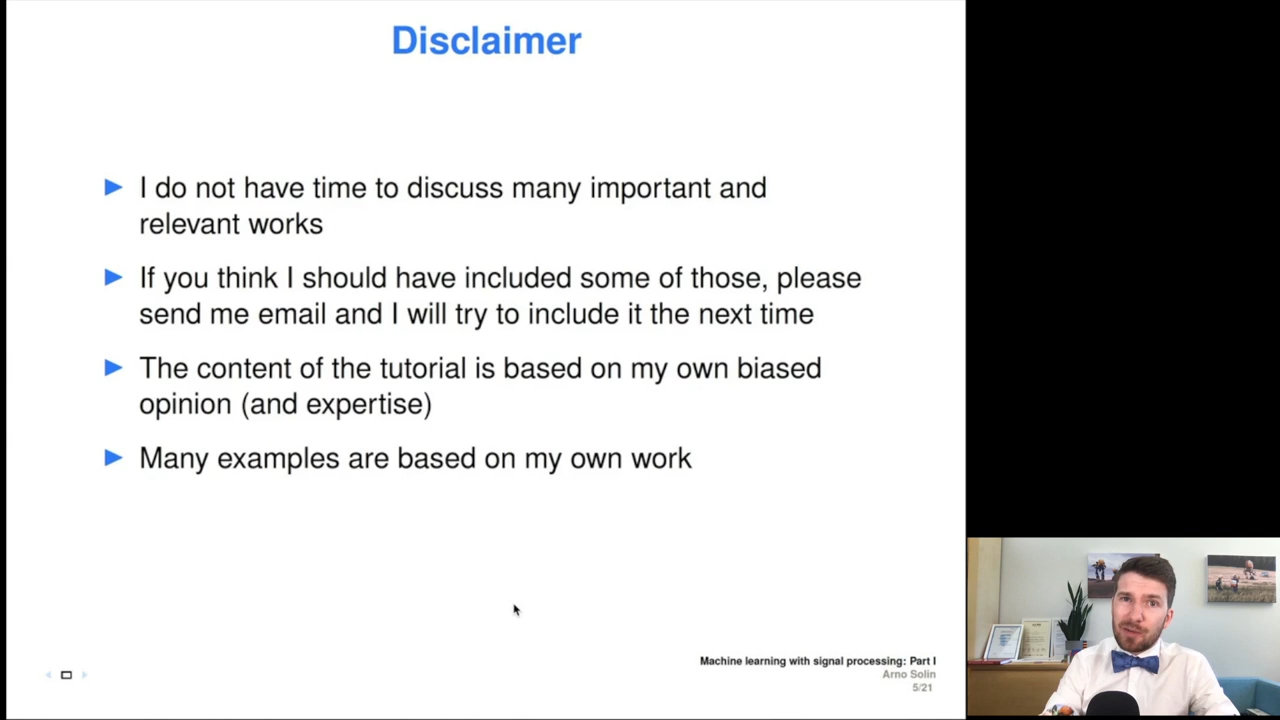 Disclaimer
I do not have time to discuss many important and
relevant works
If you think I should have included some of those, please
send me email and I will try to include it the next time
The content of the tutorial is based on my own biased
opinion (and expertise)
Many examples are based on my own work
Machine learning with signal processing: Part I
Arno Solin
5/21